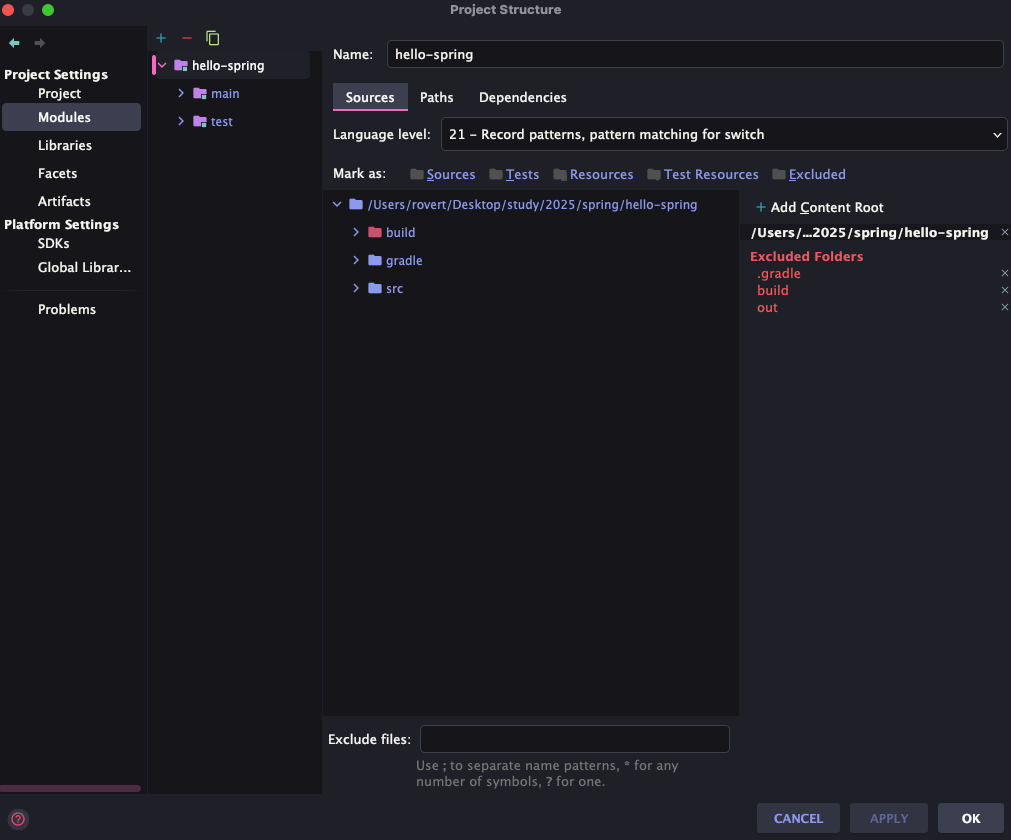 Project Structure
Project Settings
Project
Modules
Libraries
Facets
Artifacts
Platform Settings
SDKs
Global Librar...
Problems
hello-spring
main
test
Name: hello-spring
Sources Paths Dependencies
Language level: 21 – Record patterns, pattern matching for switch
Mark as: Sources Tests Resources Test Resources Excluded
/Users/rovert/Desktop/study/2025/spring/hello-spring
build
gradle
src
+ Add Content Root
/Users/...2025/spring/hello-spring
Excluded Folders
.gradle
build
out
Exclude files:
Use ; to separate name patterns, * for any
number of symbols, ? for one.
? CANCEL APPLY OK